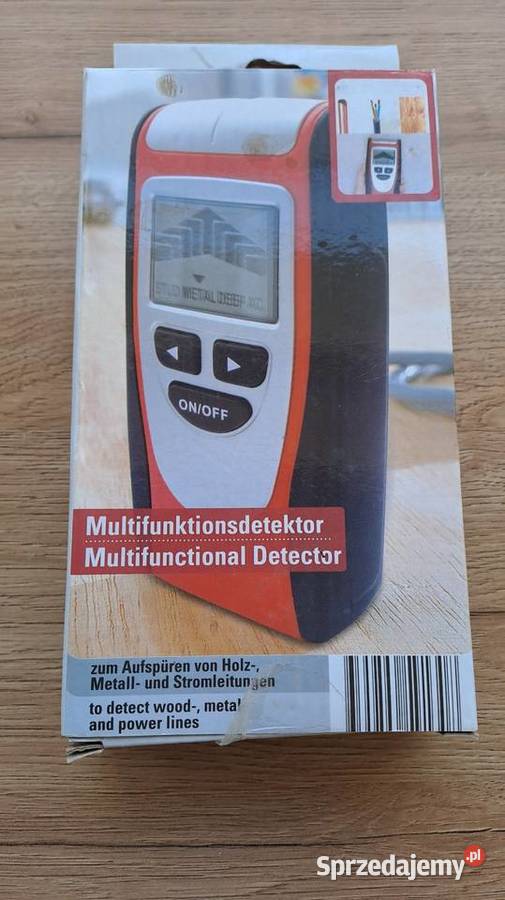 STUD METAL DEEP AC
ON/OFF
Multifunktionsdetektor
Multifunctional Detector
zum Aufspüren von Holz-,
Metall- und Stromleitungen
to detect wood-, metal
and power lines
Sprzedajemy.pl